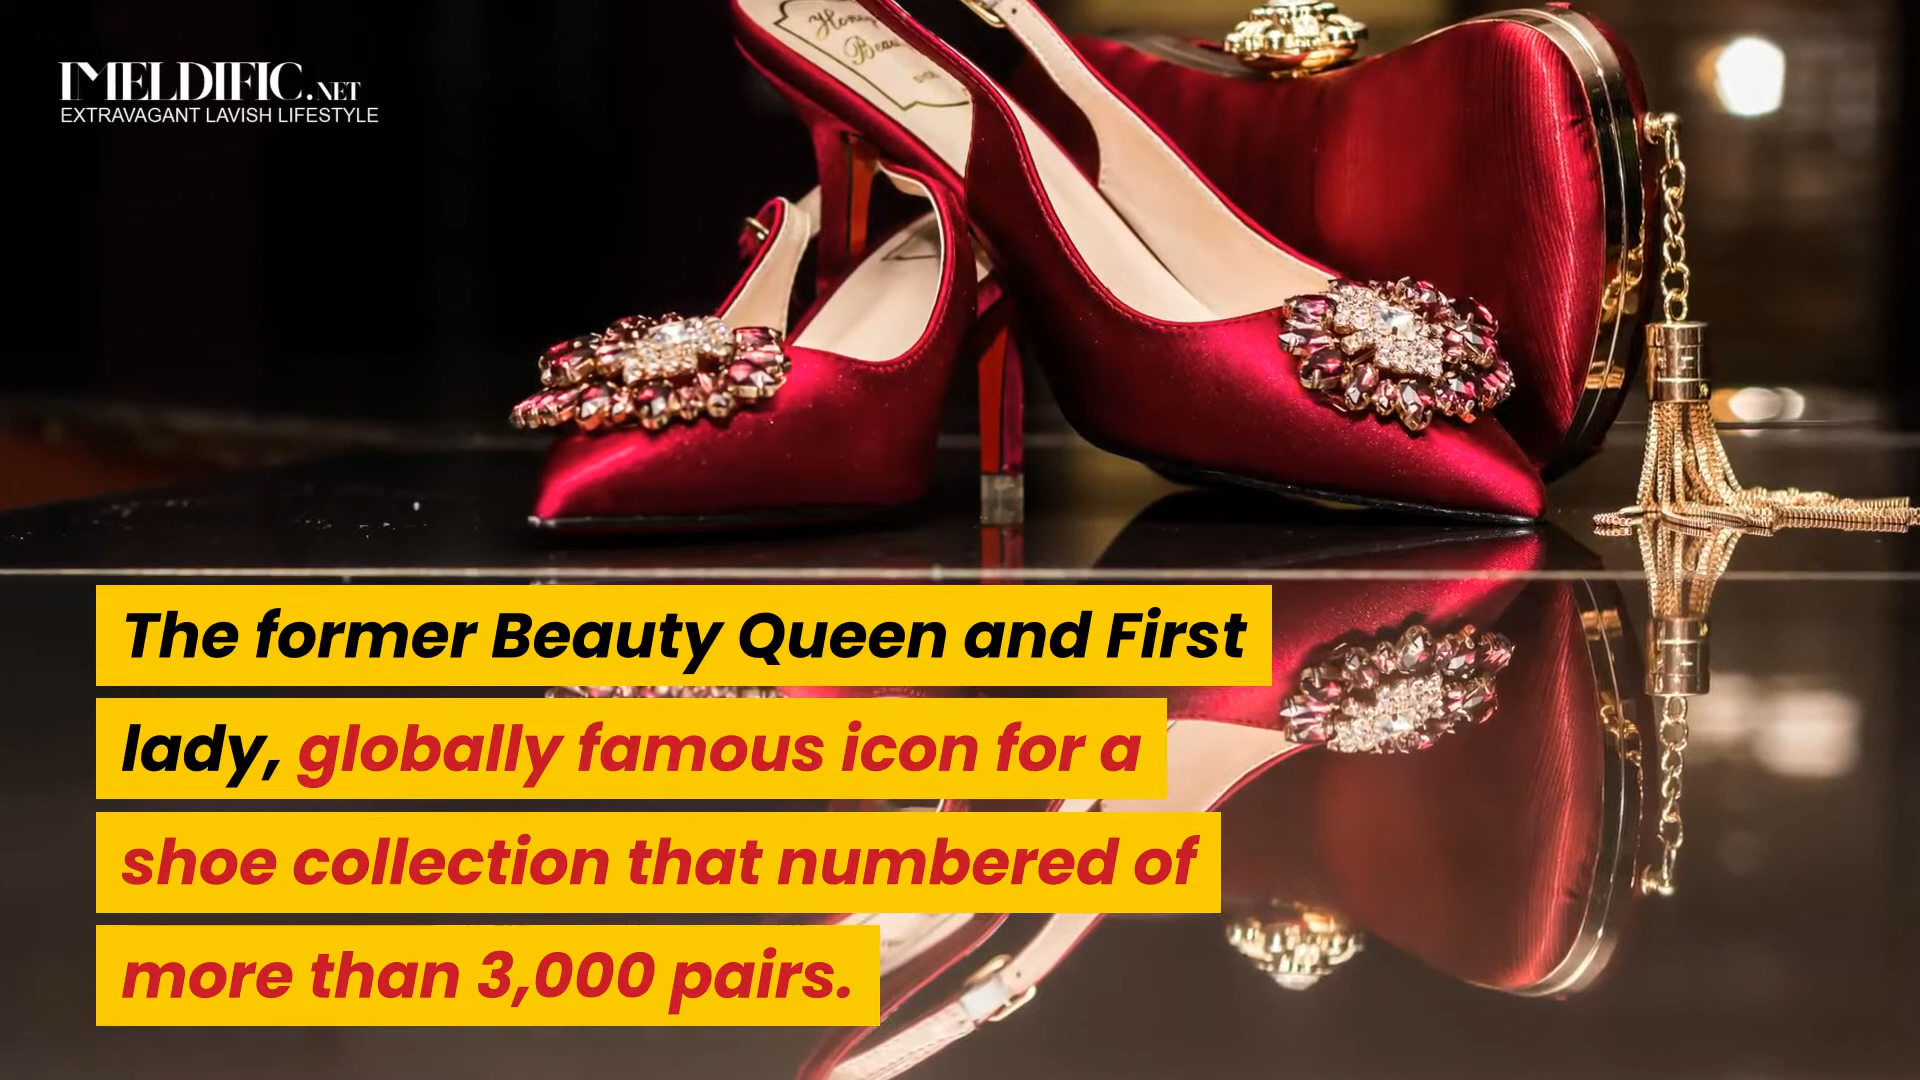 IMELDIFIC.NET
EXTRAVAGANT LAVISH LIFESTYLE
The former Beauty Queen and First
lady, globally famous icon for a
shoe collection that numbered of
more than 3,000 pairs.